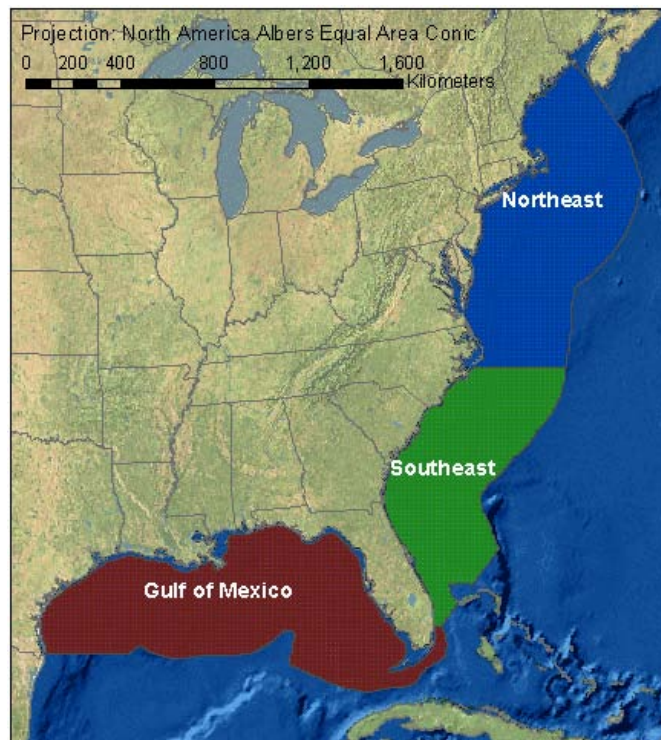 Projection: North America Albers Equal Area Conic
0 200 400 800 1,200 1,600
Kilometers
Northeast
Southeast
Gulf of Mexico